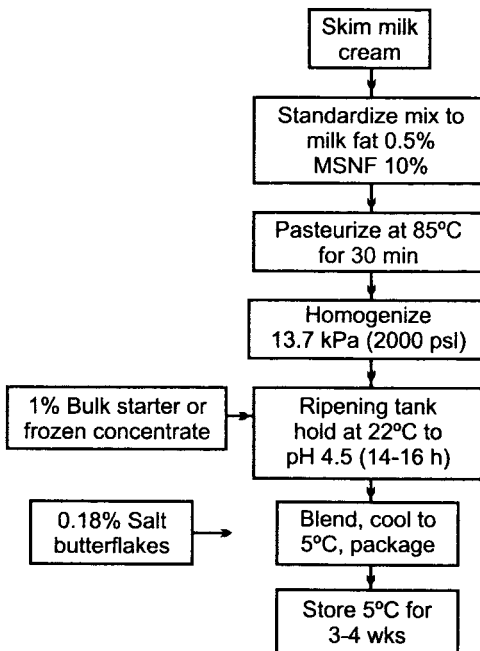 Skim milk
cream
Standardize mix to
milk fat 0.5%
MSNF 10%
Pasteurize at 85ºC
for 30 min
Homogenize
13.7 kPa (2000 psl)
1% Bulk starter or
frozen concentrate
Ripening tank
hold at 22ºC to
pH 4.5 (14-16 h)
0.18% Salt
butterflakes
Blend, cool to
5ºC, package
Store 5ºC for
3-4 wks